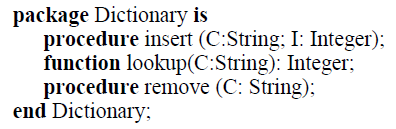 package Dictionary is
procedure insert (C:String; I: Integer);
function lookup(C:String): Integer;
procedure remove (C: String);
end Dictionary;